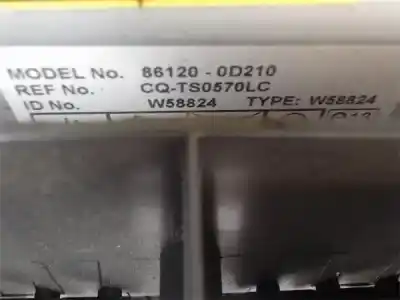 MODEL No. 86120 - 0D210
REF No. CQ-TS0570LC
ID No. W58824 TYPE: W58824